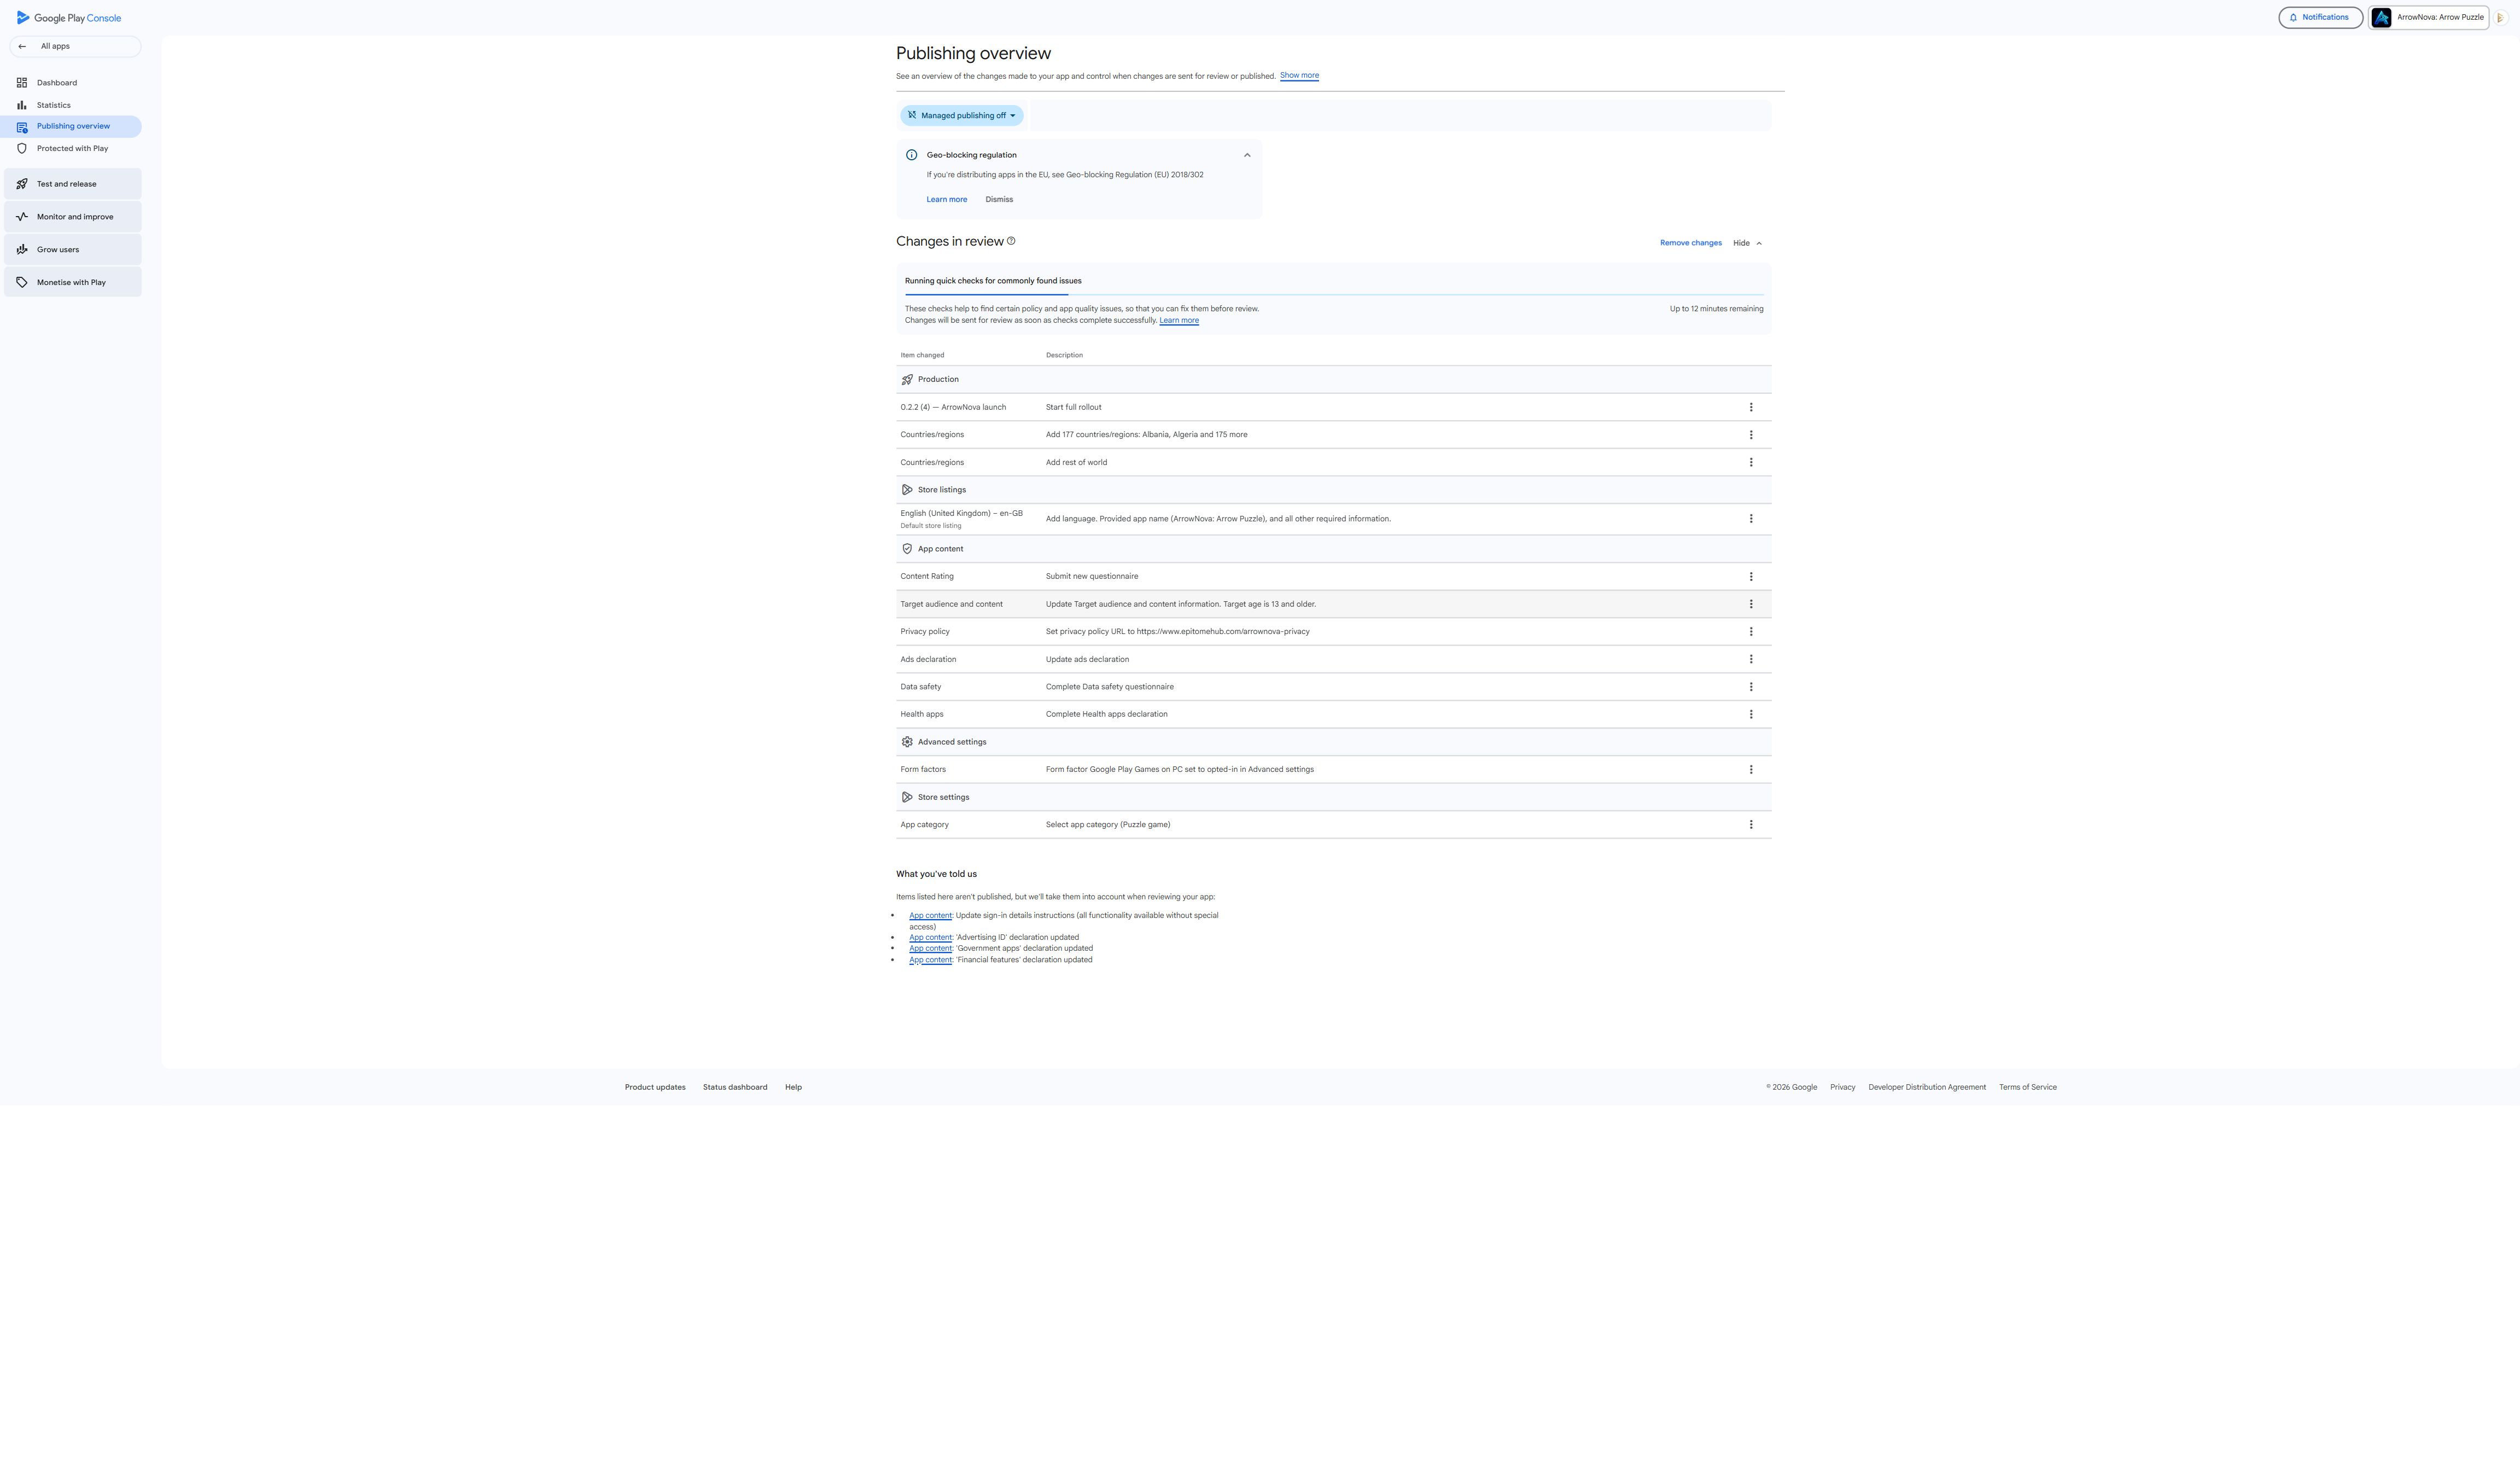 Google Play Console
Notifications
ArrowNova: Arrow Puzzle
All apps
Dashboard
Statistics
Publishing overview
Protected with Play
Test and release
Monitor and improve
Grow users
Monetise with Play
Publishing overview
See an overview of the changes made to your app and control when changes are sent for review or published. Show more
Managed publishing off
Geo-blocking regulation
If you're distributing apps in the EU, see Geo-blocking Regulation (EU) 2018/302
Learn more Dismiss
Changes in review
Remove changes Hide
Running quick checks for commonly found issues
These checks help to find certain policy and app quality issues, so that you can fix them before review.
Up to 12 minutes remaining
Changes will be sent for review as soon as checks complete successfully. Learn more
Item changed Description
Production
0.2.2 (4) — ArrowNova launch Start full rollout
Countries/regions Add 177 countries/regions: Albania, Algeria and 175 more
Countries/regions Add rest of world
Store listings
English (United Kingdom) – en-GB
Default store listing
Add language. Provided app name (ArrowNova: Arrow Puzzle), and all other required information.
App content
Content Rating Submit new questionnaire
Target audience and content Update Target audience and content information. Target age is 13 and older.
Privacy policy Set privacy policy URL to https://www.epitomehub.com/arrownova-privacy
Ads declaration Update ads declaration
Data safety Complete Data safety questionnaire
Health apps Complete Health apps declaration
Advanced settings
Form factors Form factor Google Play Games on PC set to opted-in in Advanced settings
Store settings
App category Select app category (Puzzle game)
What you've told us
Items listed here aren't published, but we'll take them into account when reviewing your app:
• App content: Update sign-in details instructions (all functionality available without special
access)
• App content: 'Advertising ID' declaration updated
• App content: 'Government apps' declaration updated
• App content: 'Financial features' declaration updated
Product updates Status dashboard Help
© 2026 Google Privacy Developer Distribution Agreement Terms of Service